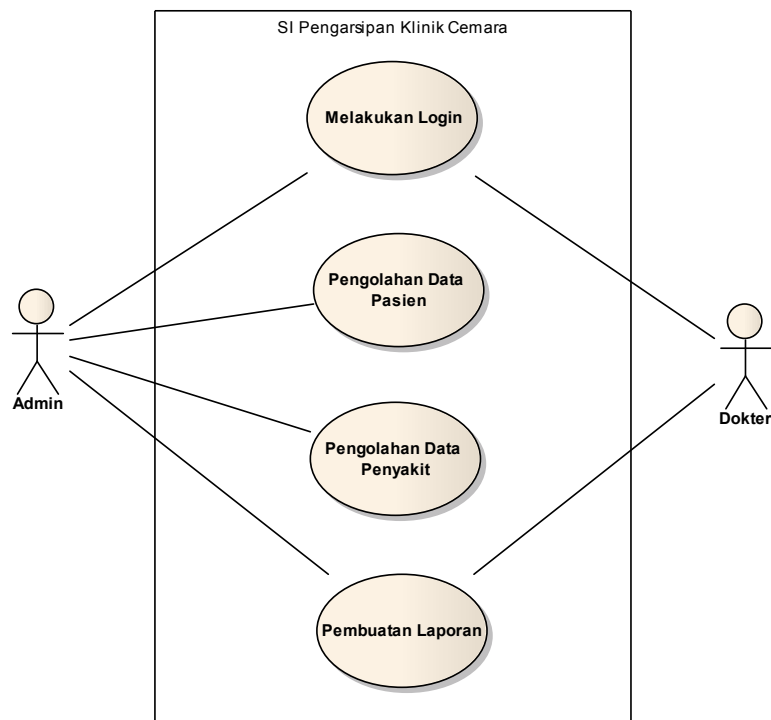 SI Pengarsipan Klinik Cemara
Melakukan Login
Pengolahan Data
Pasien
Admin
Dokter
Pengolahan Data
Penyakit
Pembuatan Laporan